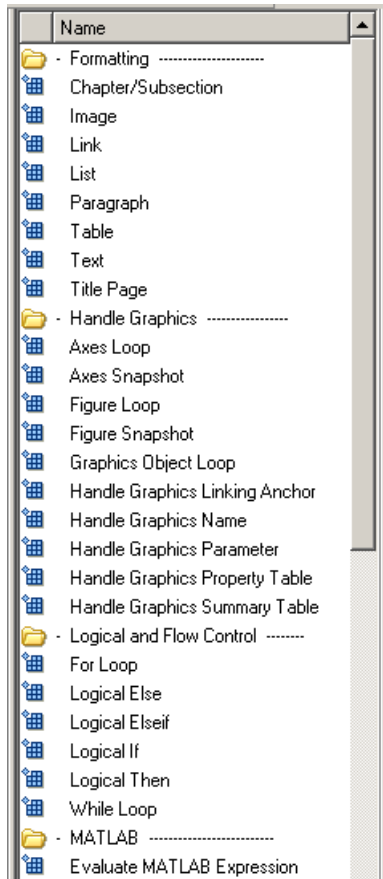 Name
- Formatting ---------------------
Chapter/Subsection
Image
Link
List
Paragraph
Table
Text
Title Page
- Handle Graphics ----------------
Axes Loop
Axes Snapshot
Figure Loop
Figure Snapshot
Graphics Object Loop
Handle Graphics Linking Anchor
Handle Graphics Name
Handle Graphics Parameter
Handle Graphics Property Table
Handle Graphics Summary Table
- Logical and Flow Control --------
For Loop
Logical Else
Logical Elseif
Logical If
Logical Then
While Loop
- MATLAB -------------------------
Evaluate MATLAB Expression